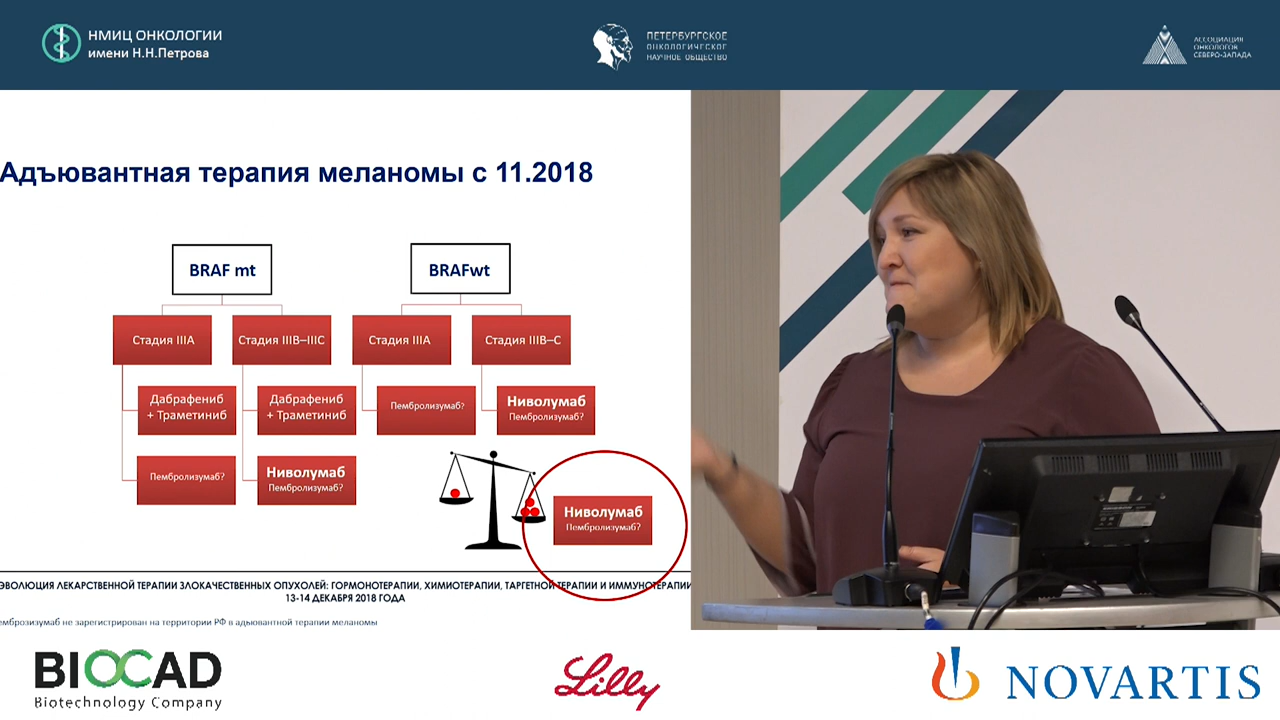 НМИЦ ОНКОЛОГИИ
имени Н.Н.Петрова
ПЕТЕРБУРГСКОЕ
ОНКОЛОГИЧЕСКОЕ
НАУЧНОЕ ОБЩЕСТВО
АССОЦИАЦИЯ
ОНКОЛОГОВ
СЕВЕРО-ЗАПАДА
Адъювантная терапия меланомы с 11.2018
BRAF mt
BRAFwt
Стадия IIIA
Стадия IIIB–IIIC
Стадия IIIA
Стадия IIIB–C
Дабрафениб
+ Траметиниб
Дабрафениб
+ Траметиниб
Пембролизумаб?
Ниволумаб
Пембролизумаб?
Пембролизумаб?
Ниволумаб
Пембролизумаб?
Ниволумаб
Пембролизумаб?
ЭВОЛЮЦИЯ ЛЕКАРСТВЕННОЙ ТЕРАПИИ ЗЛОКАЧЕСТВЕННЫХ ОПУХОЛЕЙ: ГОРМОНОТЕРАПИИ, ХИМИОТЕРАПИИ, ТАРГЕТНОЙ ТЕРАПИИ И ИММУНОТЕРАПИИ
13-14 ДЕКАБРЯ 2018 ГОДА
емброзизумаб не зарегистрирован на территории РФ в адъювантной терапии меланомы
BIOCAD
Biotechnology Company
Lilly
NOVARTIS